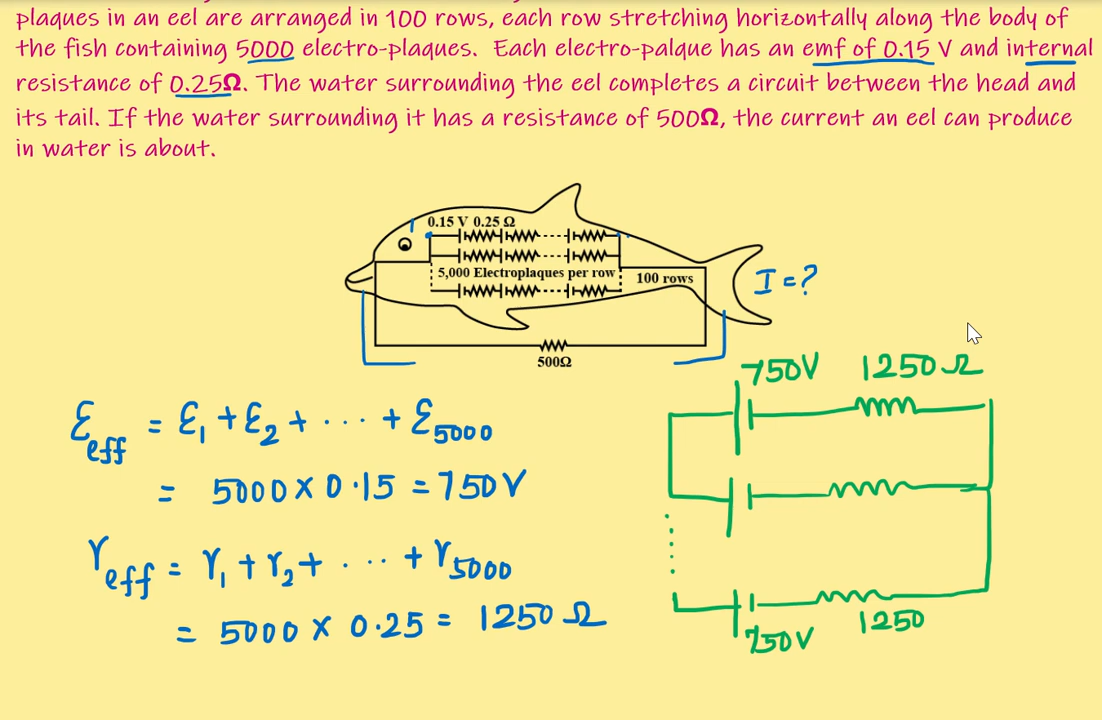 plaques in an eel are arranged in 100 rows, each row stretching horizontally along the body of
the fish containing 5000 electro-plaques. Each electro-palque has an emf of 0.15 V and internal
resistance of 0.25Ω. The water surrounding the eel completes a circuit between the head and
its tail. If the water surrounding it has a resistance of 500Ω, the current an eel can produce
in water is about.
0.15 V 0.25 Ω
5,000 Electroplaques per row
100 rows
I = ?
500Ω
750V 1250Ω
Ɛeff = Ɛ1 + Ɛ2 + ... + Ɛ5000
= 5000 X 0.15 = 750V
reff = r1 + r2 + ... + r5000
= 5000 X 0.25 = 1250Ω
750V 1250